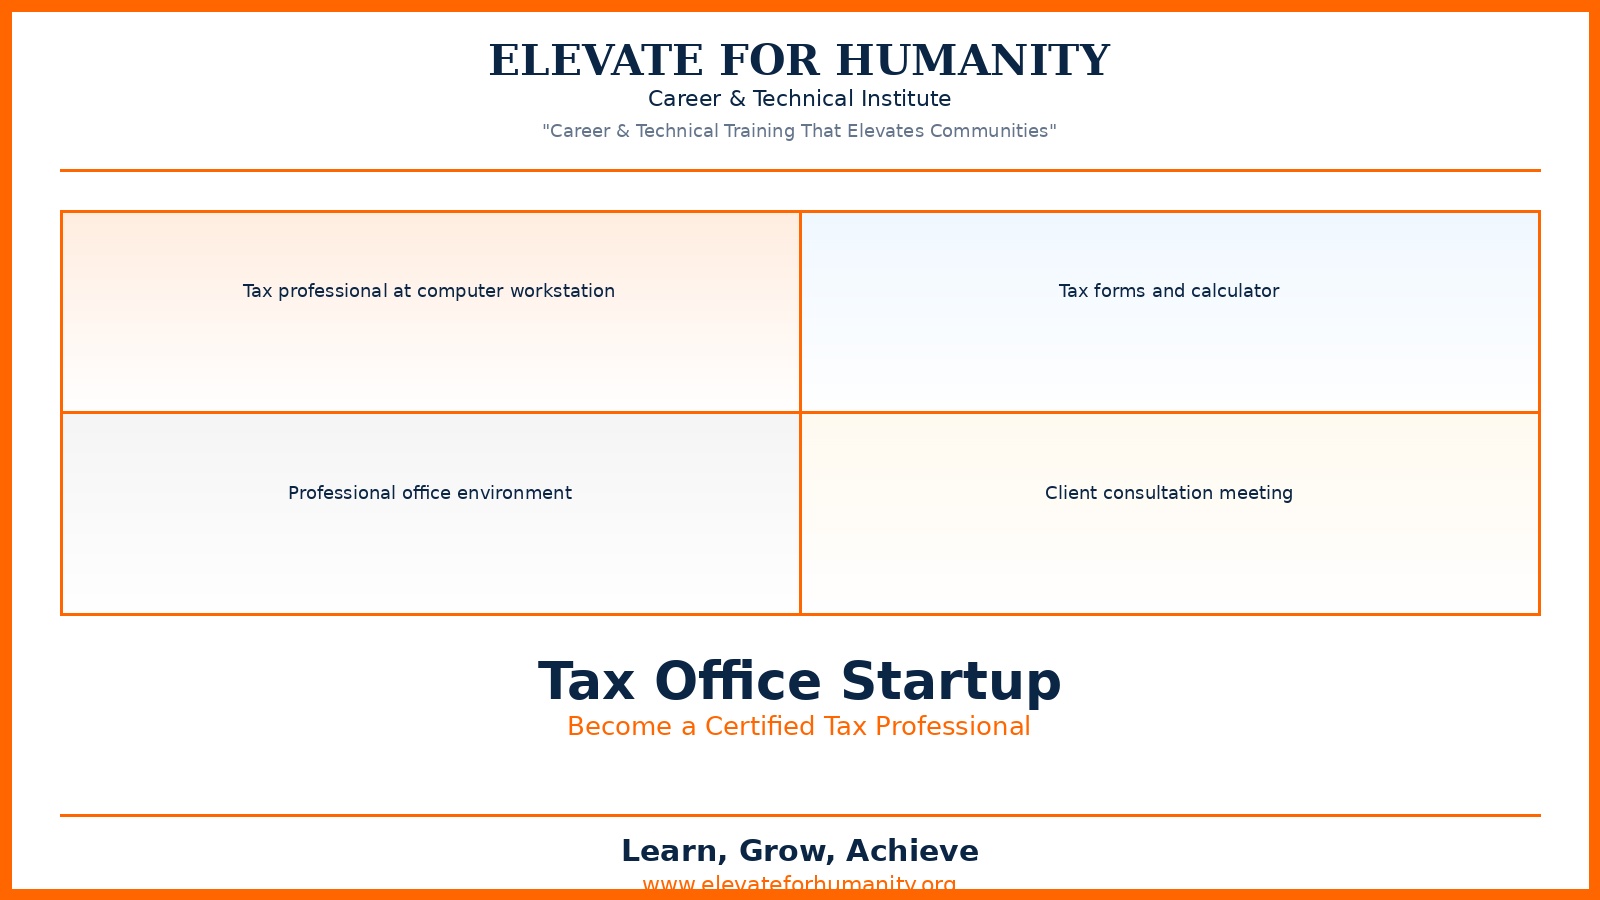 ELEVATE FOR HUMANITY
Career & Technical Institute
"Career & Technical Training That Elevates Communities"
Tax professional at computer workstation
Tax forms and calculator
Professional office environment
Client consultation meeting
Tax Office Startup
Become a Certified Tax Professional
Learn, Grow, Achieve
www.elevateforhumanity.org